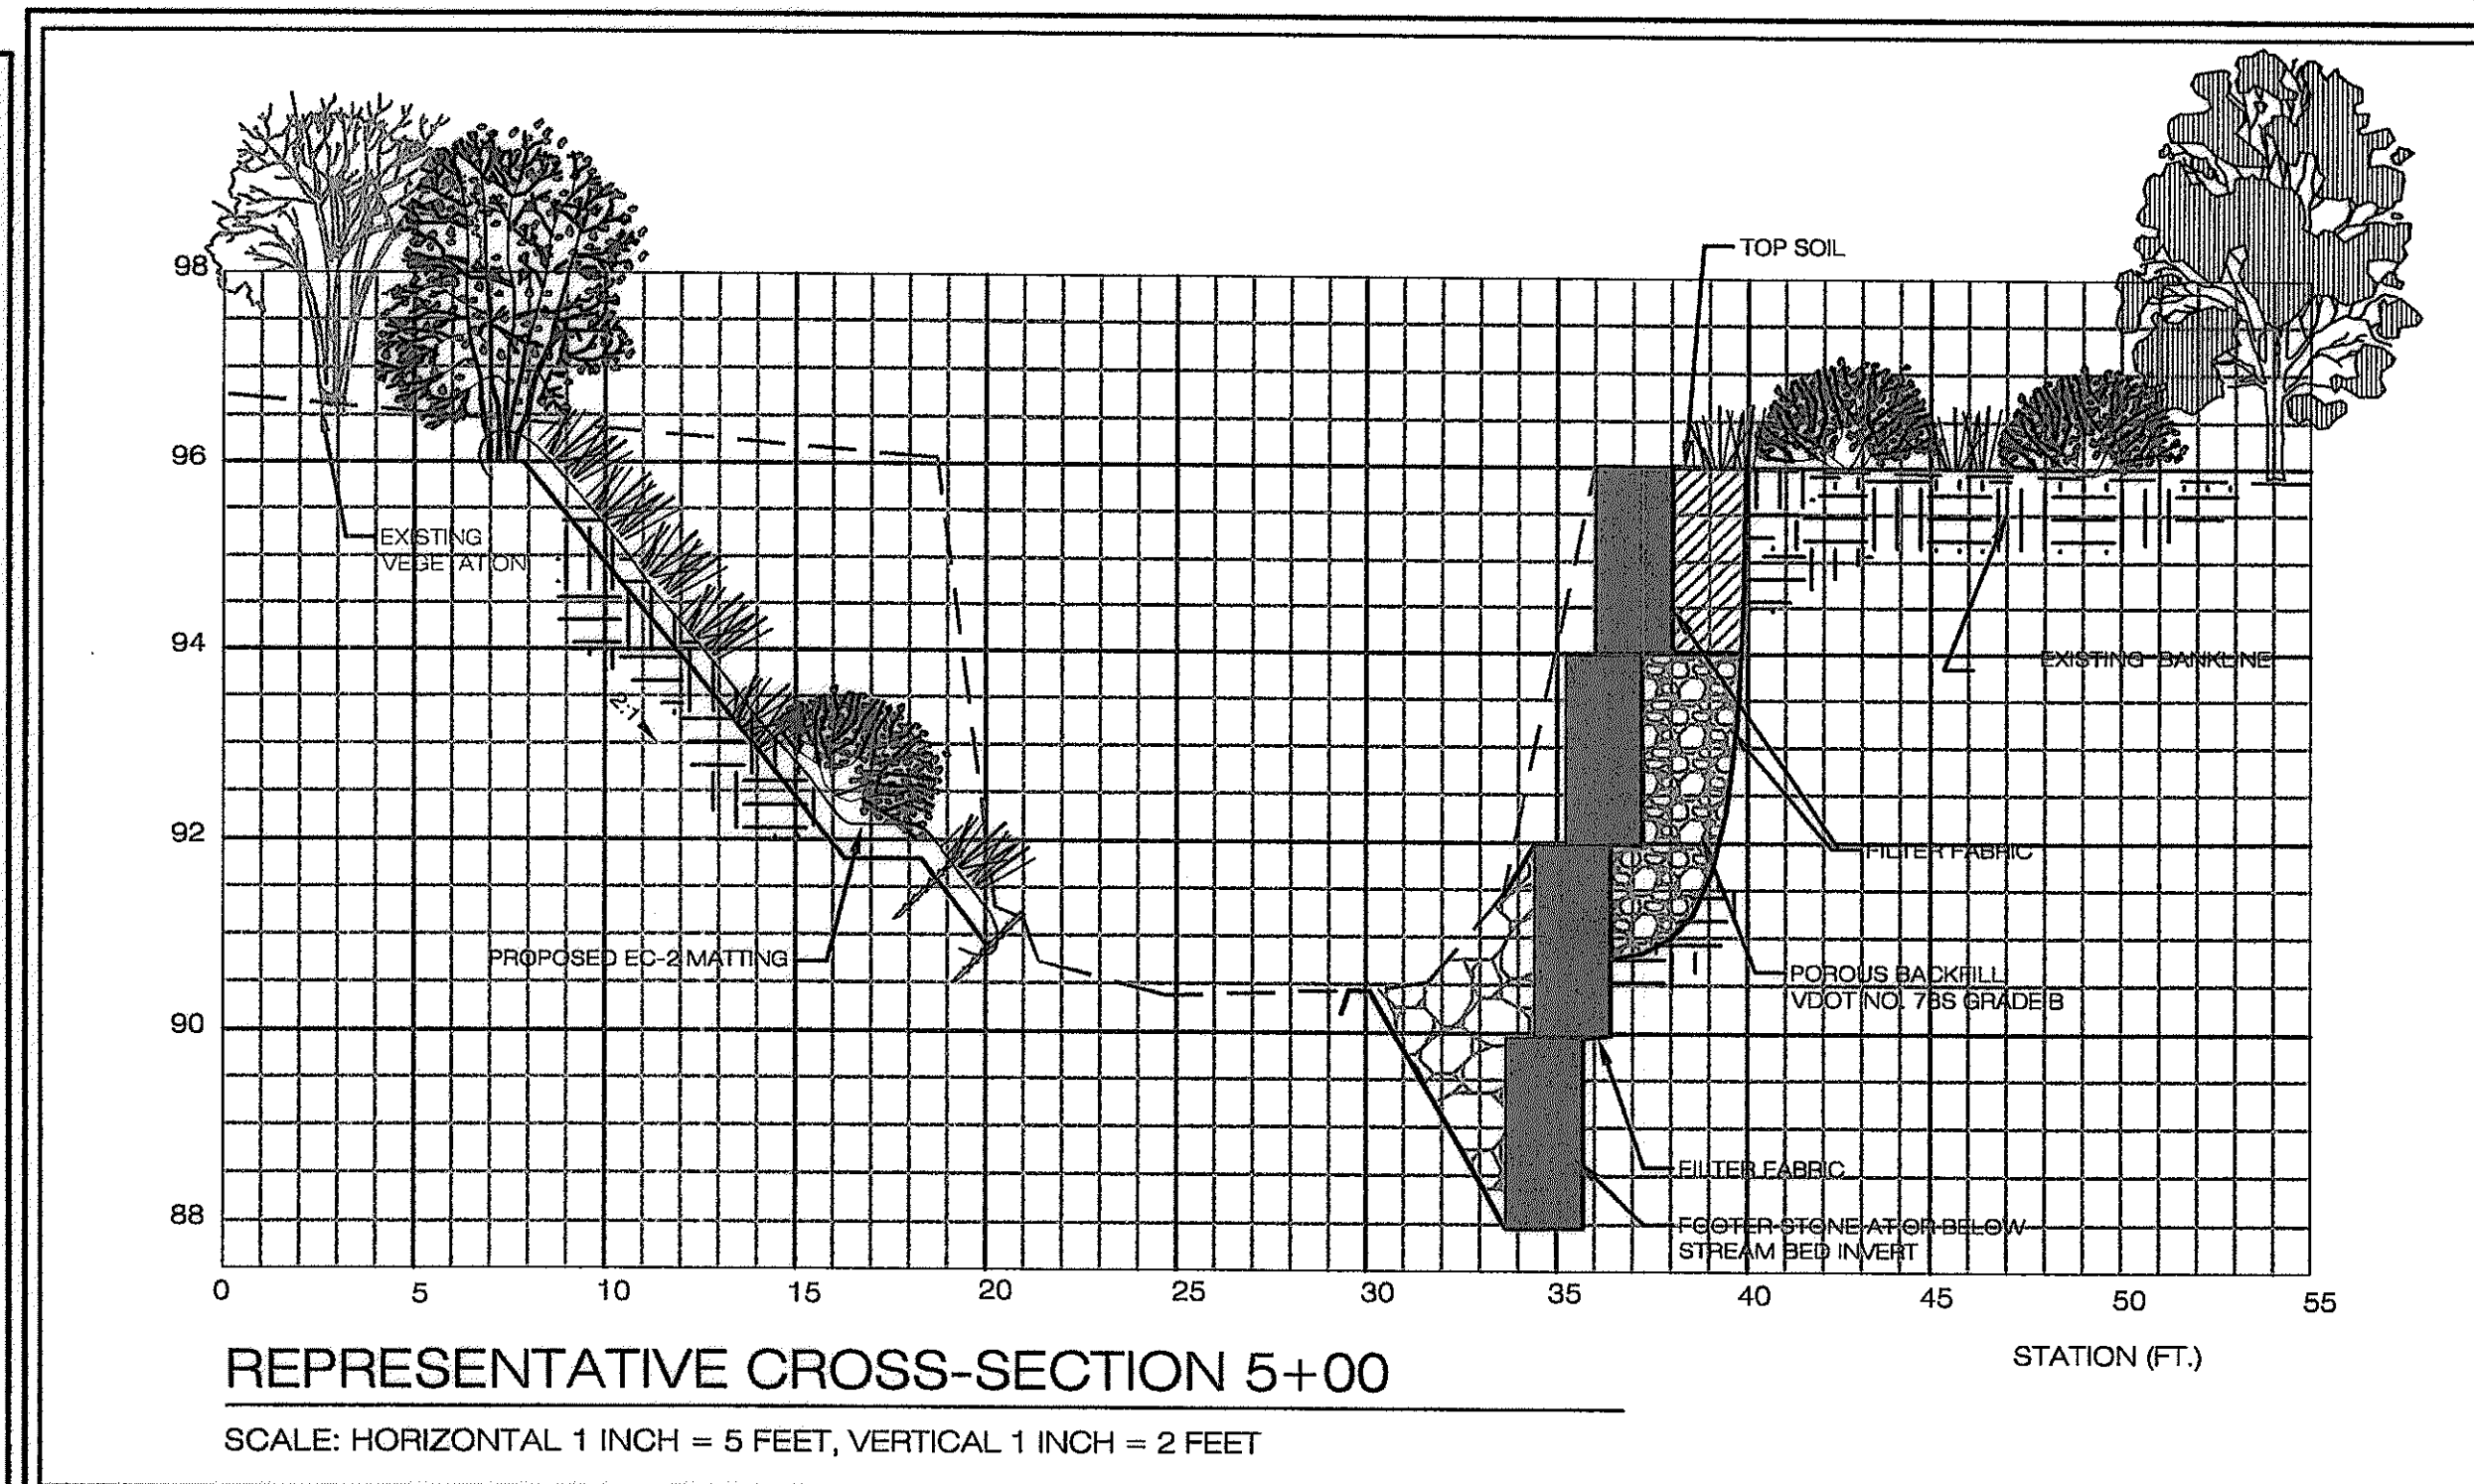 TOP SOIL
98
96
EXISTING
VEGETATION
94
EXISTING BANKLINE
2:1
92
FILTER FABRIC
PROPOSED EC-2 MATTING
POROUS BACKFILL
VDOT NO. 78S GRADE B
90
FILTER FABRIC
88
FOOTER STONE AT OR BELOW
STREAM BED INVERT
0 5 10 15 20 25 30 35 40 45 50 55
STATION (FT.)
REPRESENTATIVE CROSS-SECTION 5+00
SCALE: HORIZONTAL 1 INCH = 5 FEET, VERTICAL 1 INCH = 2 FEET